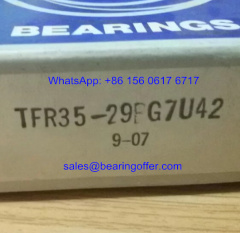 BEARINGS
WhatsApp: +86 156 0617 6717
TFR35-29FG7U42
9-07
sales@bearingoffer.com